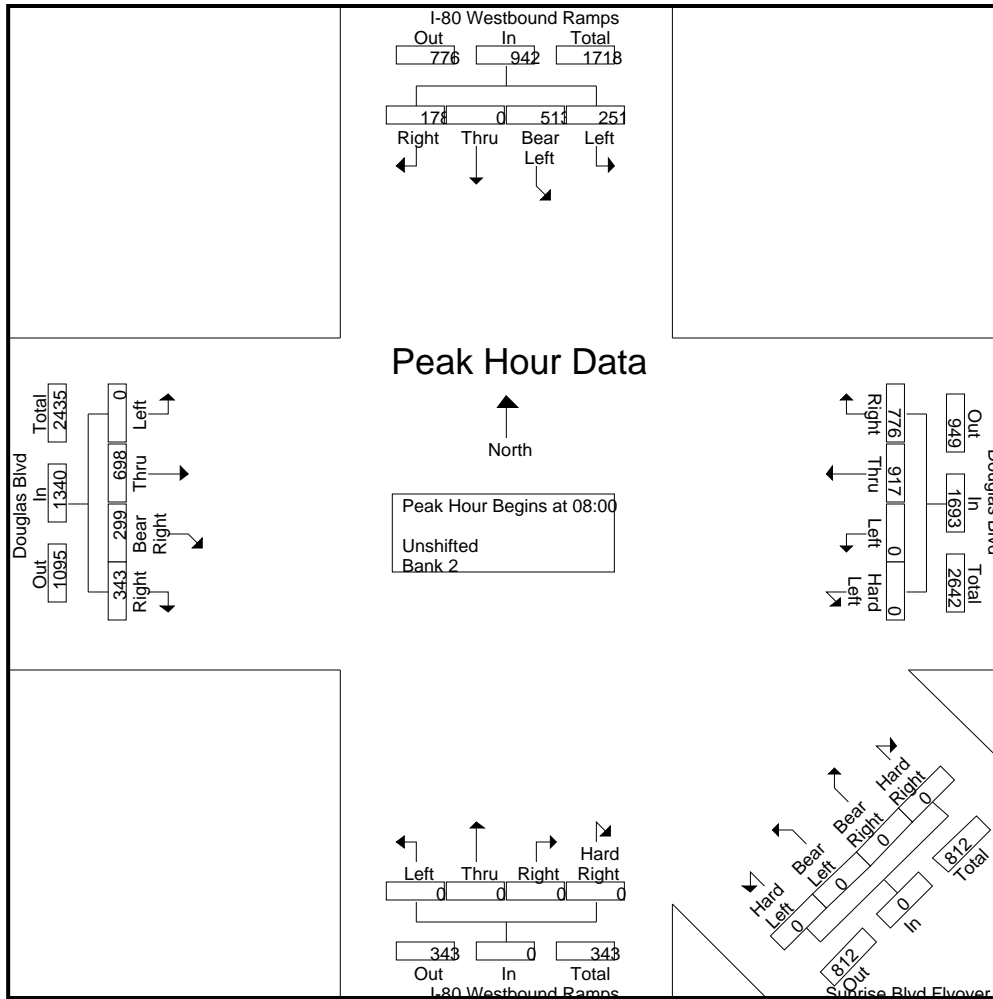 I-80 Westbound Ramps
Out In Total
776 942 1718
178 0 513 251
Right Thru Bear Left Left
Peak Hour Data
North
Peak Hour Begins at 08:00
Unshifted
Bank 2
Douglas Blvd
Total In Out
2435 1340 1095
0 698 299 343
Left Thru Bear Right Right
Douglas Blvd
Out In Total
949 1693 2642
776 917 0 0
Right Thru Left Hard Left
Left Thru Right Hard Right
0 0 0 0
343 0 343
Out In Total
I-80 Westbound Ramps
Hard Left Bear Left Bear Right Hard Right
0 0 0 0
812 0 812
Out In Total
Sunrise Blvd Flyover